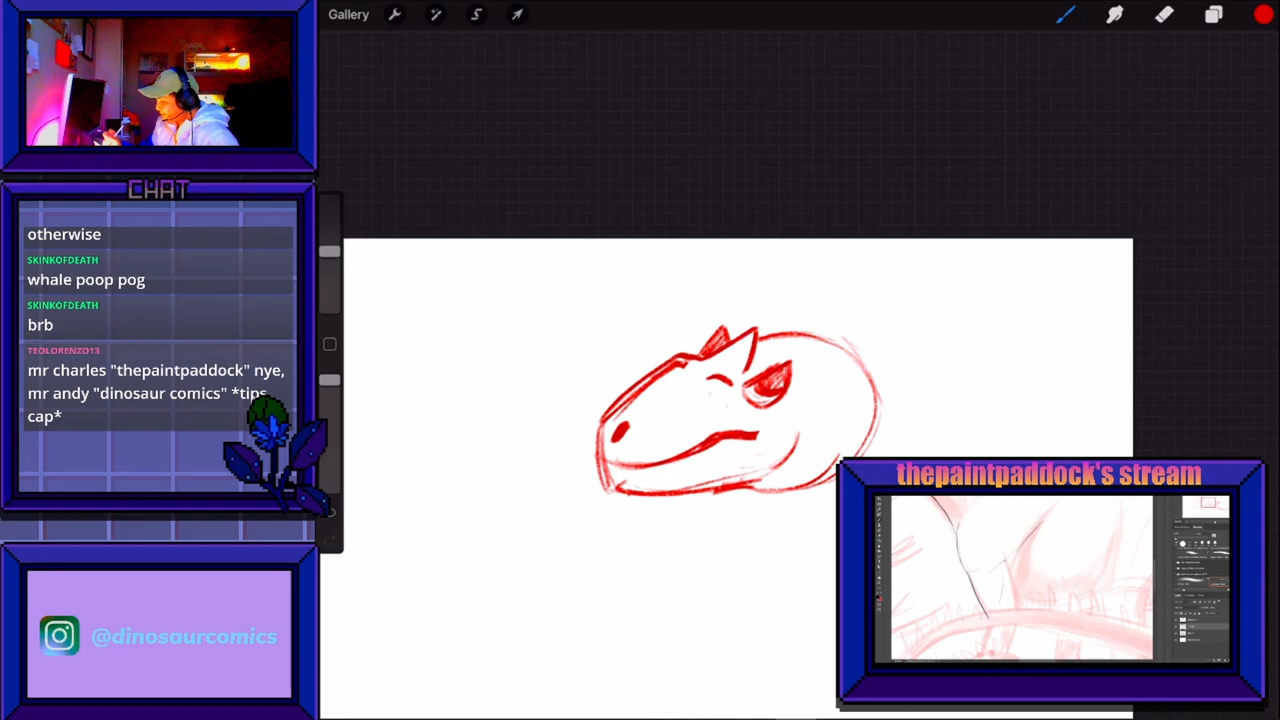 Gallery
CHAT
otherwise
SKINKOFDEATH
whale poop pog
SKINKOFDEATH
brb
TEOLORENZO13
mr charles "thepaintpaddock" nye,
mr andy "dinosaur comics" *tips
cap*
thepaintpaddock's stream
@dinosaurcomics